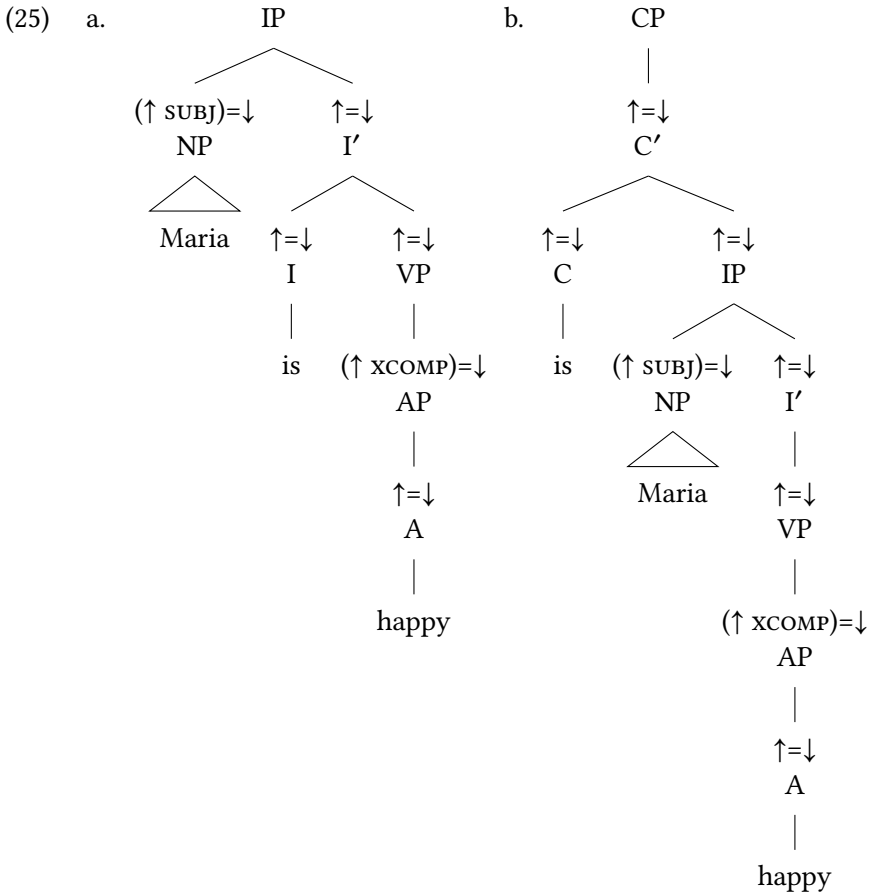 (25) a. IP b. CP
(↑ SUBJ)=↓ ↑=↓ ↑=↓
NP I′ C′
Maria ↑=↓ ↑=↓ ↑=↓ ↑=↓
I VP C IP
is (↑ XCOMP)=↓ is (↑ SUBJ)=↓ ↑=↓
AP NP I′
↑=↓ Maria ↑=↓
A VP
happy (↑ XCOMP)=↓
AP
↑=↓
A
happy